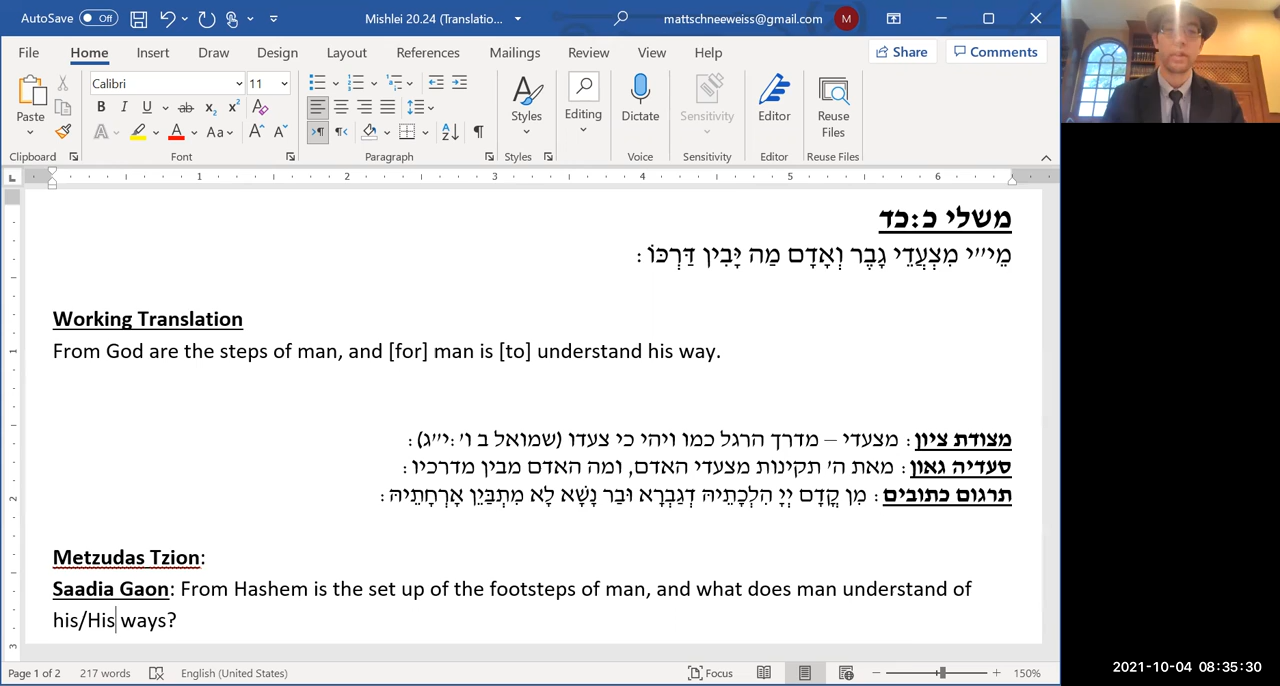 AutoSave Off Mishlei 20.24 (Translatio... mattschneeweiss@gmail.com M
File Home Insert Draw Design Layout References Mailings Review View Help Share Comments
Calibri 11
Paste Styles Editing Dictate Sensitivity Editor Reuse Files
Clipboard Font Paragraph Styles Voice Sensitivity Editor Reuse Files
1 2 3 4 5 6
משלי כ:כד
מֵי״י מִצְעֲדֵי גָבֶר וְאָדָם מַה יָּבִין דַּרְכּוֹ :
Working Translation
From God are the steps of man, and [for] man is [to] understand his way.
מצודת ציון : מצעדי – מדרך הרגל כמו ויהי כי צעדו (שמואל ב ו׳ :י״ג) :
סעדיה גאון : מאת ה׳ תקינות מצעדי האדם, ומה האדם מבין מדרכיו :
תרגום כתובים : מִן קֳדָם יְיָ הִלְכָתֵיהּ דְגַבְרָא וּבַר נָשָׁא לָא מִתְבַּיֵן אָרְחָתֵיהּ :
Metzudas Tzion:
Saadia Gaon: From Hashem is the set up of the footsteps of man, and what does man understand of
his/His ways?
Page 1 of 2 217 words English (United States) Focus 150%
2021-10-04 08:35:30